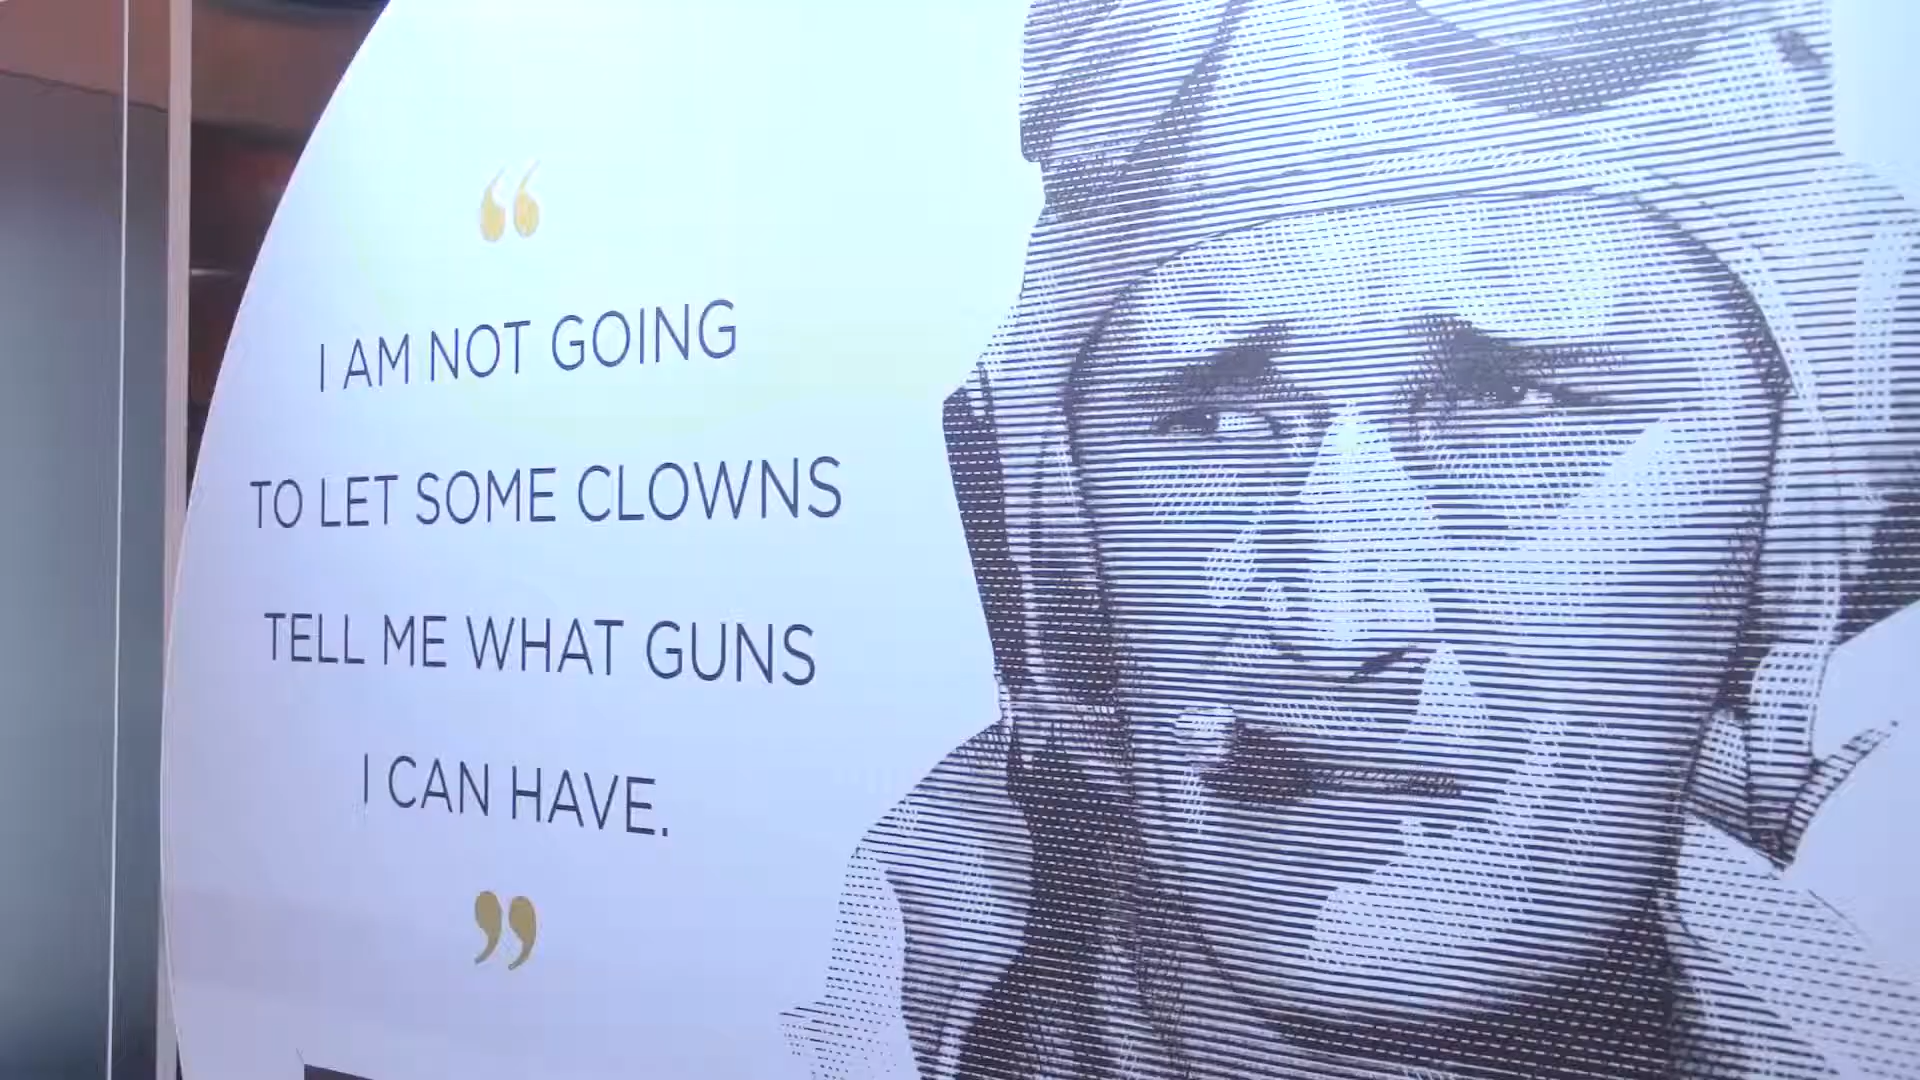 “
I AM NOT GOING
TO LET SOME CLOWNS
TELL ME WHAT GUNS
I CAN HAVE.
”